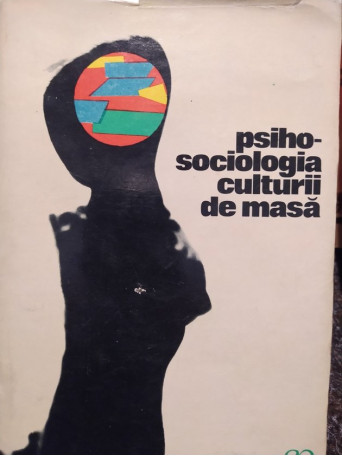 psiho-
sociologia
culturii
de masă